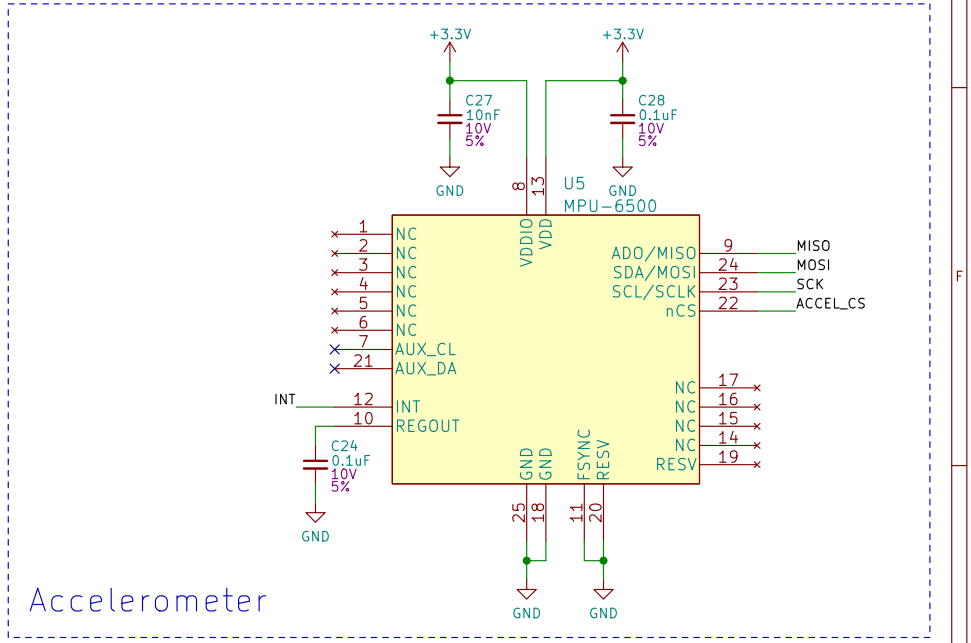 +3.3V
+3.3V
C27
10nF
10V
5%
C28
0.1uF
10V
5%
GND
GND
8
13
U5
MPU-6500
VDDIO
VDD
1 NC
2 NC
3 NC
4 NC
5 NC
6 NC
7 AUX_CL
21 AUX_DA
INT 12 INT
10 REGOUT
ADO/MISO 9 MISO
SDA/MOSI 24 MOSI
SCL/SCLK 23 SCK
nCS 22 ACCEL_CS
F
NC 17
NC 16
NC 15
NC 14
RESV 19
C24
0.1uF
10V
5%
GND
GND
GND
FSYNC
RESV
25
18
11
20
GND
GND
Accelerometer